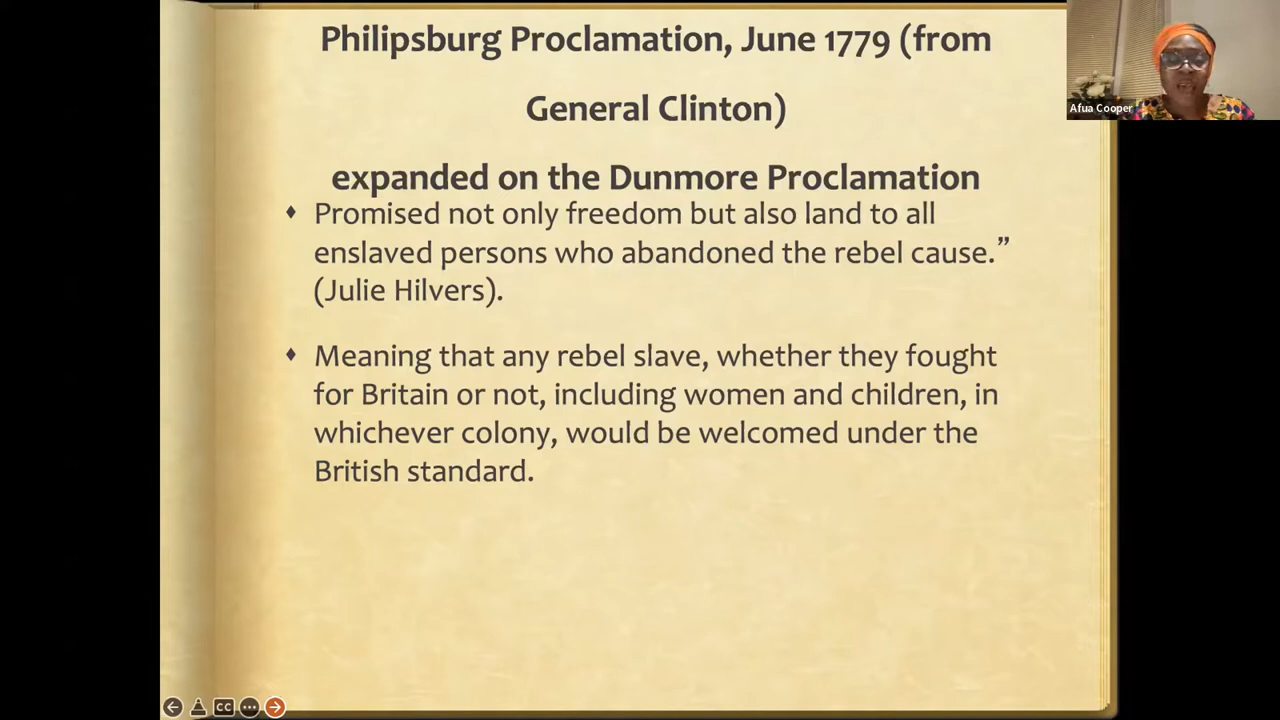 Philipsburg Proclamation, June 1779 (from
General Clinton)
expanded on the Dunmore Proclamation
♦ Promised not only freedom but also land to all
enslaved persons who abandoned the rebel cause.”
(Julie Hilvers).
♦ Meaning that any rebel slave, whether they fought
for Britain or not, including women and children, in
whichever colony, would be welcomed under the
British standard.
Afua Cooper
CC